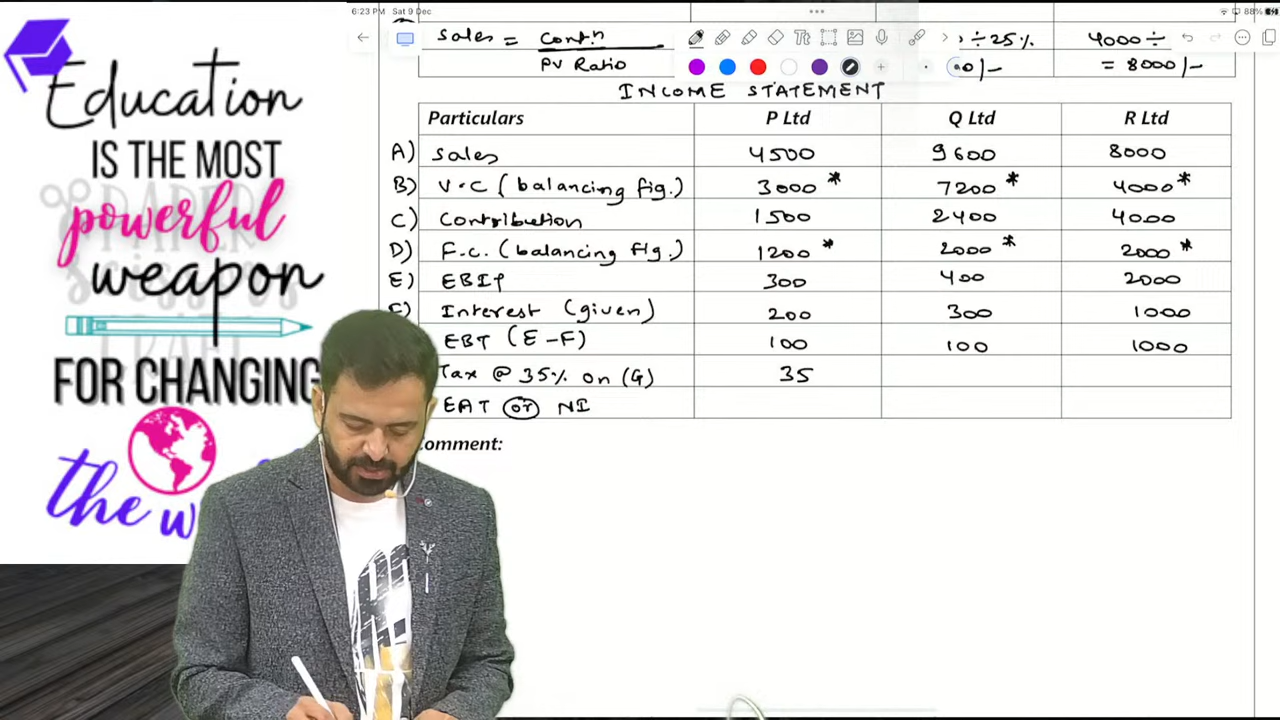 6:23 PM Sat 9 Dec
88%
Education
IS THE MOST
powerful
weapon
FOR CHANGING
the w
Sales = Contn ÷25% 4000 ÷
PV Ratio 0/- = 8000/-
INCOME STATEMENT
Particulars P Ltd Q Ltd R Ltd
A) Sales 4500 9600 8000
B) V.C (balancing fig.) 3000* 7200* 4000*
C) Contribution 1500 2400 4000
D) F.C. (balancing fig.) 1200* 2000* 2000*
E) EBIT 300 400 2000
F) Interest (given) 200 300 1000
EBT (E-F) 100 100 1000
Tax @ 35% on (G) 35
EAT or NI
omment: